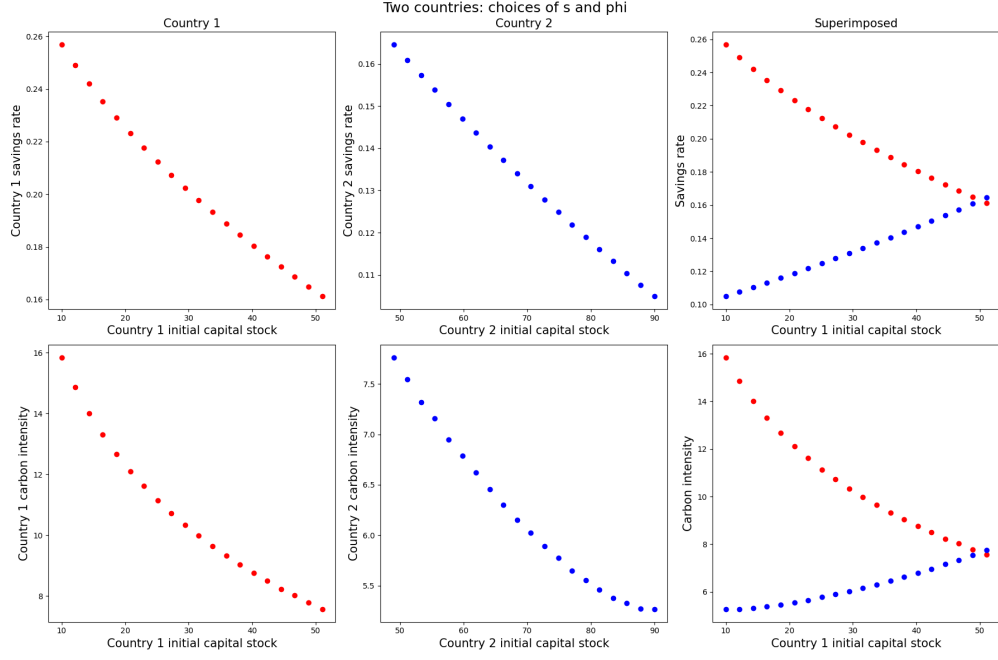 Two countries: choices of s and phi
Country 1
Country 1 savings rate
0.26
0.24
0.22
0.20
0.18
0.16
10 20 30 40 50
Country 1 initial capital stock
Country 2
Country 2 savings rate
0.16
0.15
0.14
0.13
0.12
0.11
50 60 70 80 90
Country 2 initial capital stock
Superimposed
Savings rate
0.26
0.24
0.22
0.20
0.18
0.16
0.14
0.12
0.10
10 20 30 40 50
Country 1 initial capital stock
Country 1 carbon intensity
16
14
12
10
8
10 20 30 40 50
Country 1 initial capital stock
Country 2 carbon intensity
7.5
7.0
6.5
6.0
5.5
50 60 70 80 90
Country 2 initial capital stock
Carbon intensity
16
14
12
10
8
6
10 20 30 40 50
Country 1 initial capital stock